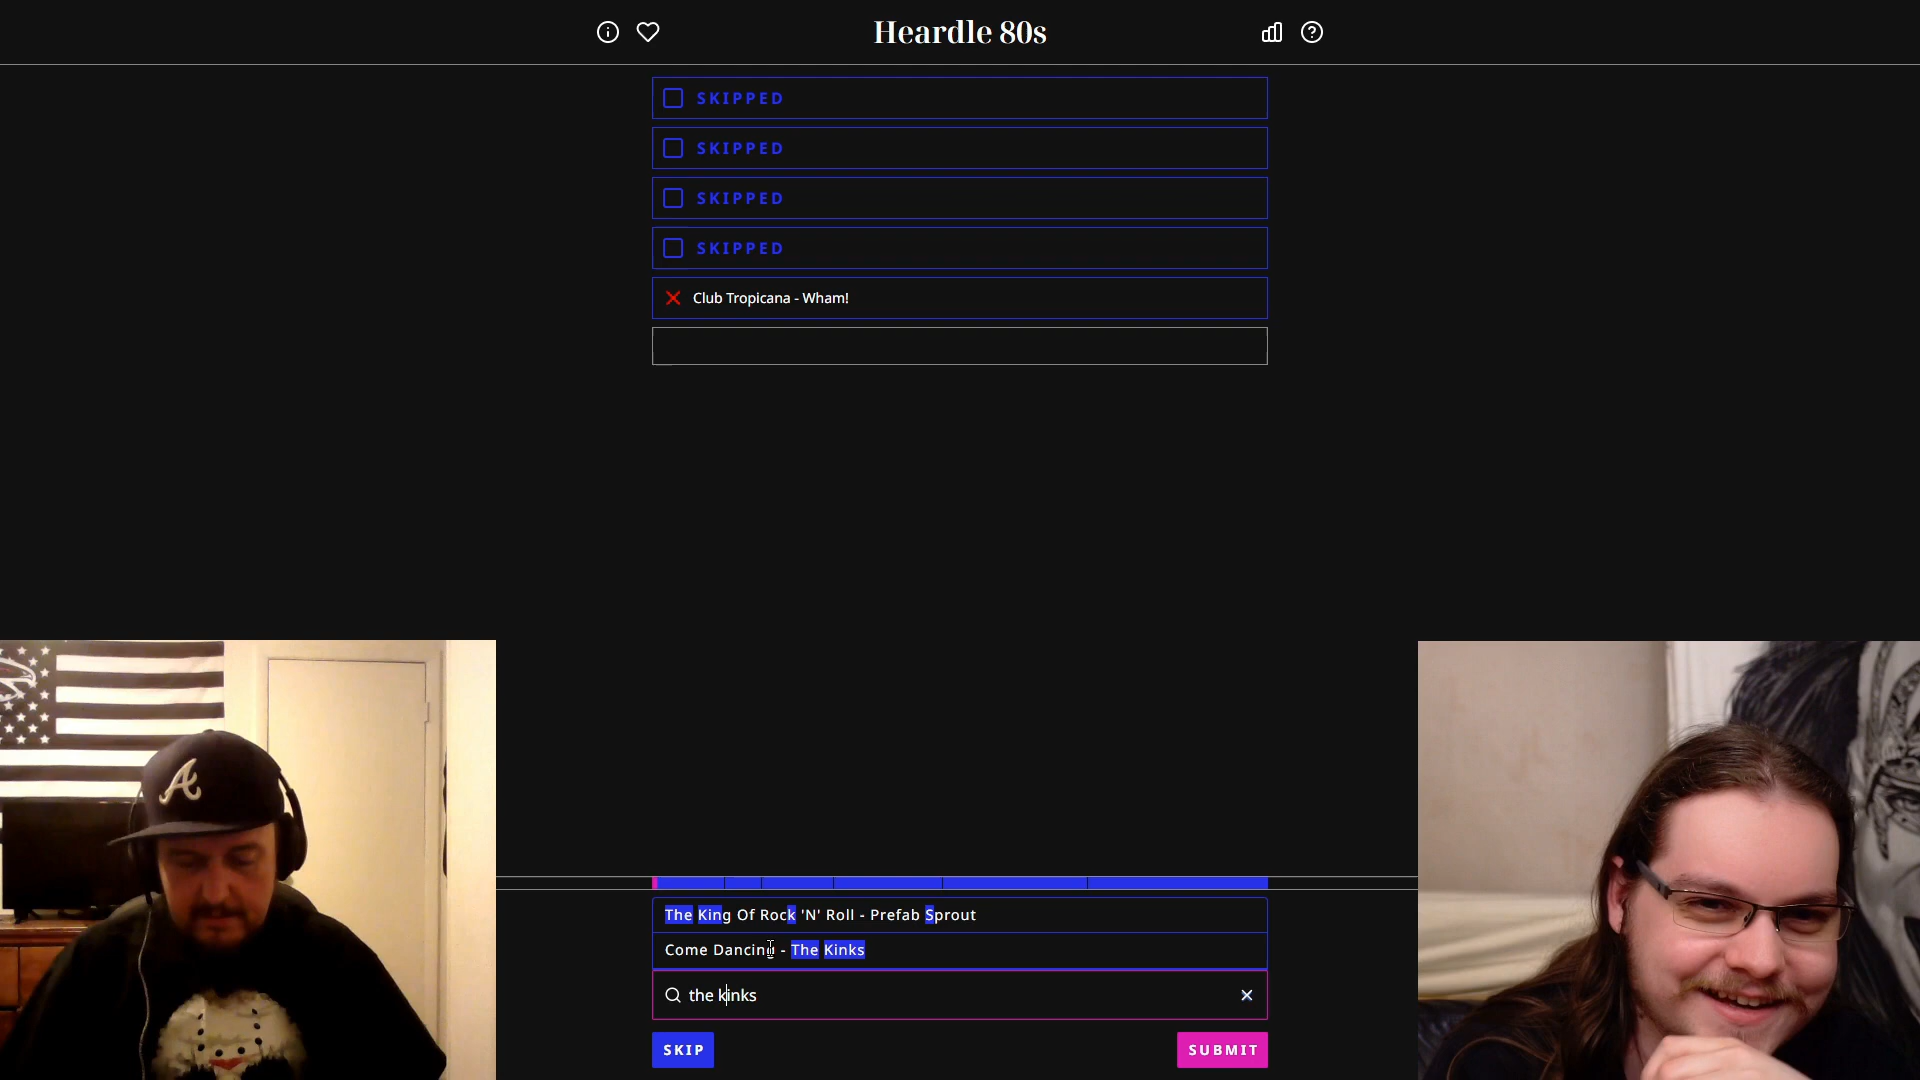 Heardle 80s
SKIPPED
SKIPPED
SKIPPED
SKIPPED
Club Tropicana - Wham!
The King Of Rock 'N' Roll - Prefab Sprout
Come Dancing - The Kinks
the kinks
SKIP
SUBMIT
A